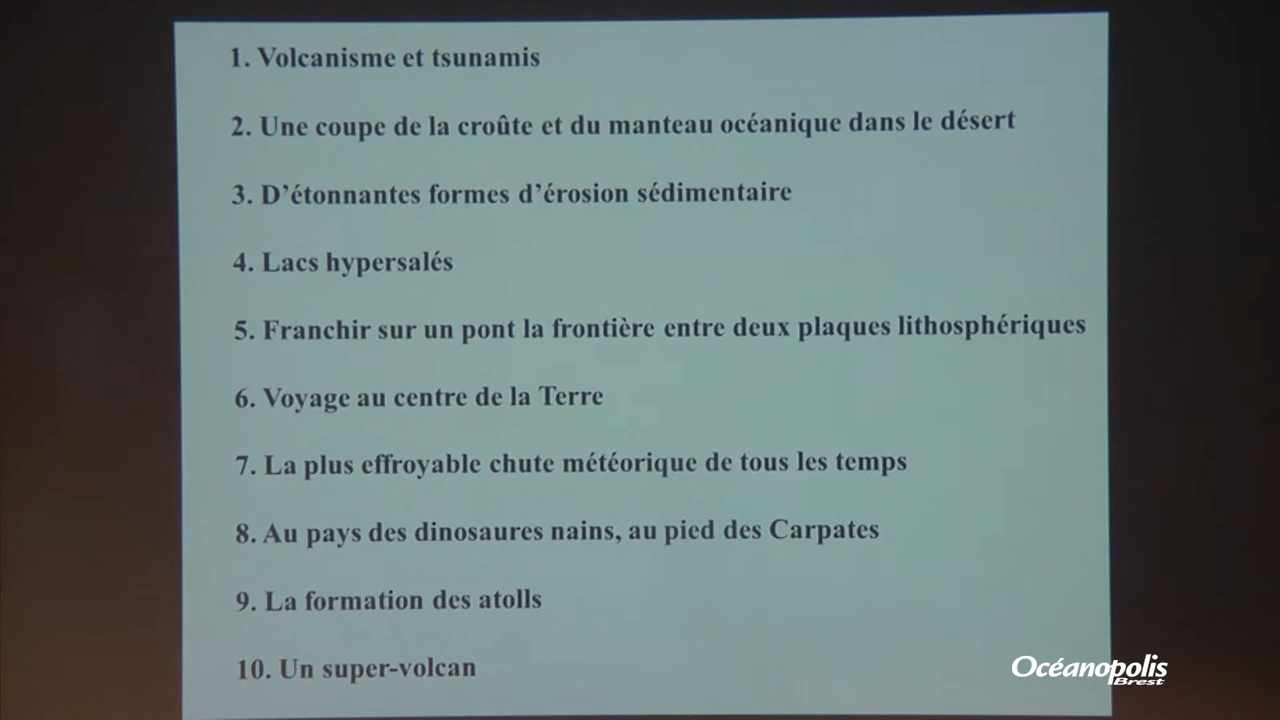 1. Volcanisme et tsunamis
2. Une coupe de la croûte et du manteau océanique dans le désert
3. D’étonnantes formes d’érosion sédimentaire
4. Lacs hypersalés
5. Franchir sur un pont la frontière entre deux plaques lithosphériques
6. Voyage au centre de la Terre
7. La plus effroyable chute météorique de tous les temps
8. Au pays des dinosaures nains, au pied des Carpates
9. La formation des atolls
10. Un super-volcan
Océanopolis
Brest